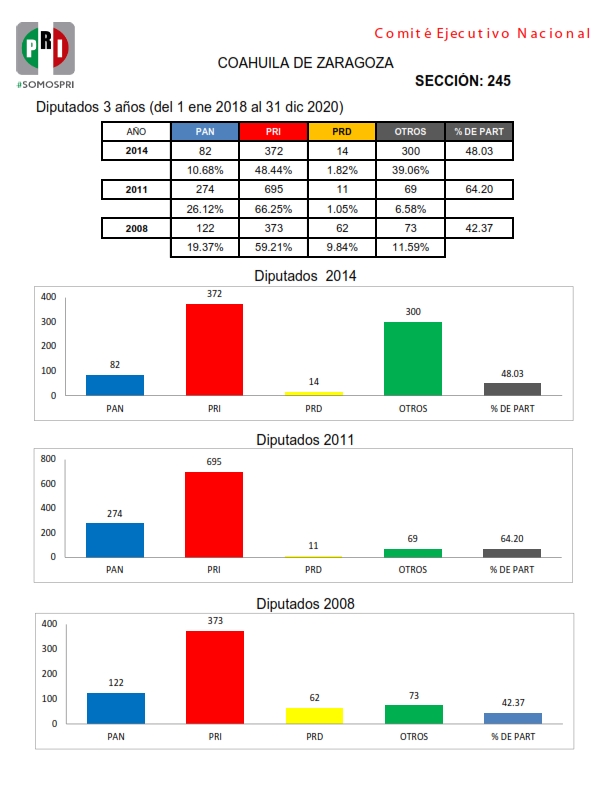 Comité Ejecutivo Nacional
PRI
#SOMOSPRI
COAHUILA DE ZARAGOZA
SECCIÓN: 245
Diputados 3 años (del 1 ene 2018 al 31 dic 2020)
AÑO PAN PRI PRD OTROS % DE PART
2014 82 372 14 300 48.03
10.68% 48.44% 1.82% 39.06%
2011 274 695 11 69 64.20
26.12% 66.25% 1.05% 6.58%
2008 122 373 62 73 42.37
19.37% 59.21% 9.84% 11.59%
Diputados 2014
400
300
200
100
0
82
372
14
300
48.03
PAN PRI PRD OTROS % DE PART
Diputados 2011
800
600
400
200
0
274
695
11
69
64.20
PAN PRI PRD OTROS % DE PART
Diputados 2008
400
300
200
100
0
122
373
62
73
42.37
PAN PRI PRD OTROS % DE PART